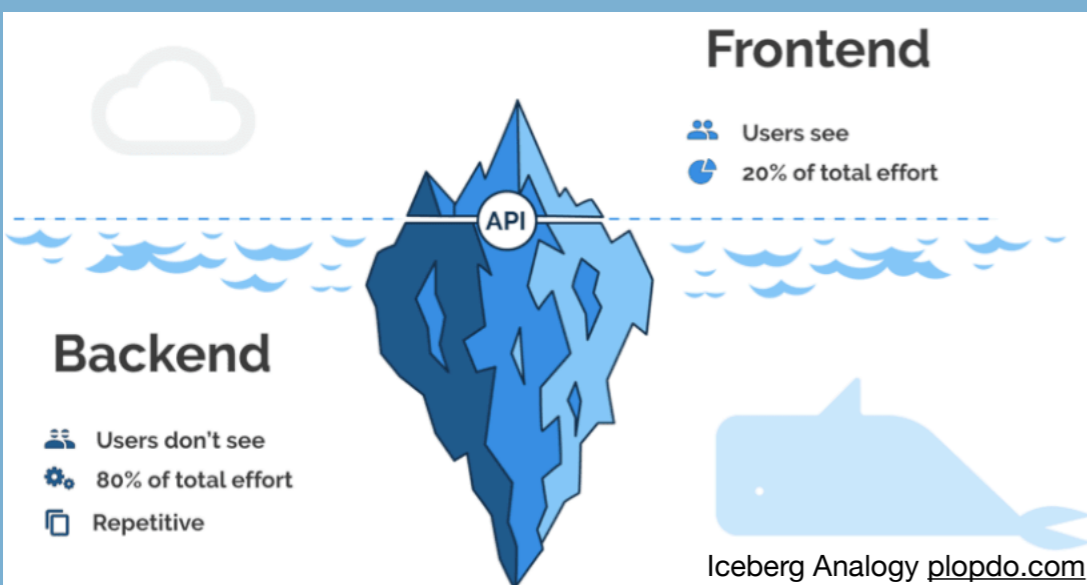 Frontend
Users see
20% of total effort
API
Backend
Users don't see
80% of total effort
Repetitive
Iceberg Analogy plopdo.com